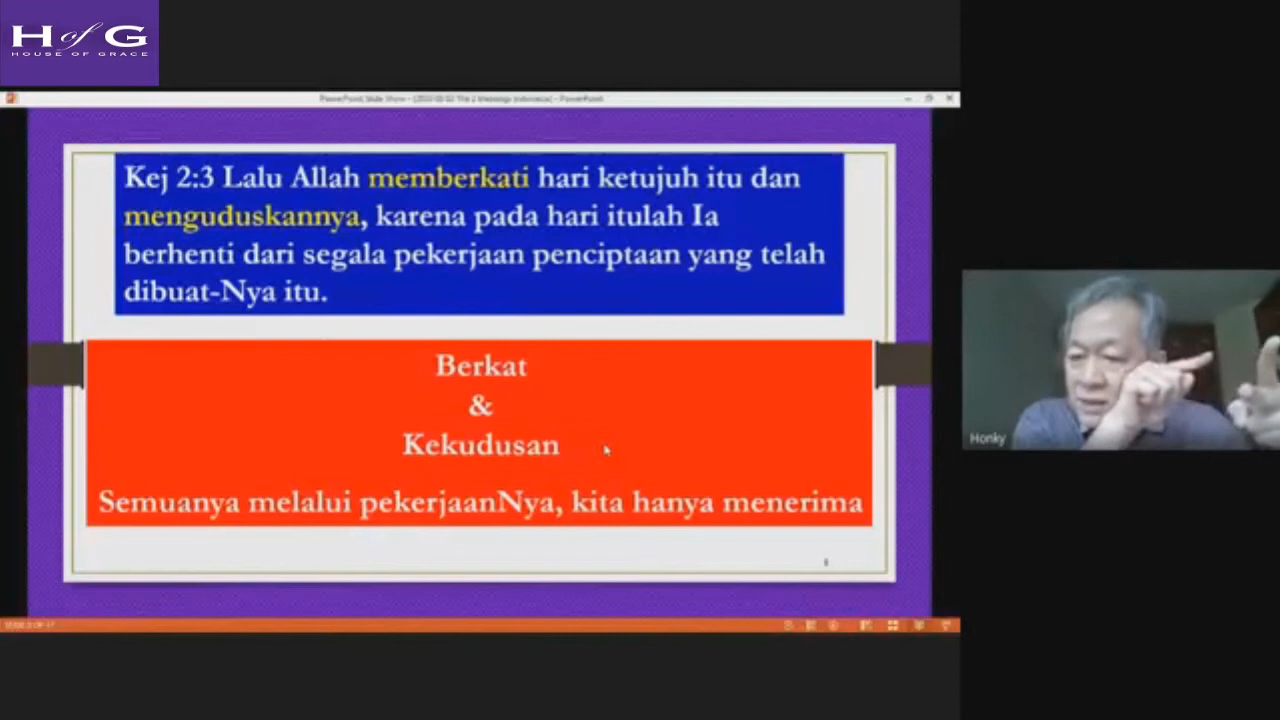 H of G
HOUSE OF GRACE
Kej 2:3 Lalu Allah memberkati hari ketujuh itu dan
menguduskannya, karena pada hari itulah Ia
berhenti dari segala pekerjaan penciptaan yang telah
dibuat-Nya itu.
Berkat
&
Kekudusan
Semuanya melalui pekerjaanNya, kita hanya menerima
Honky